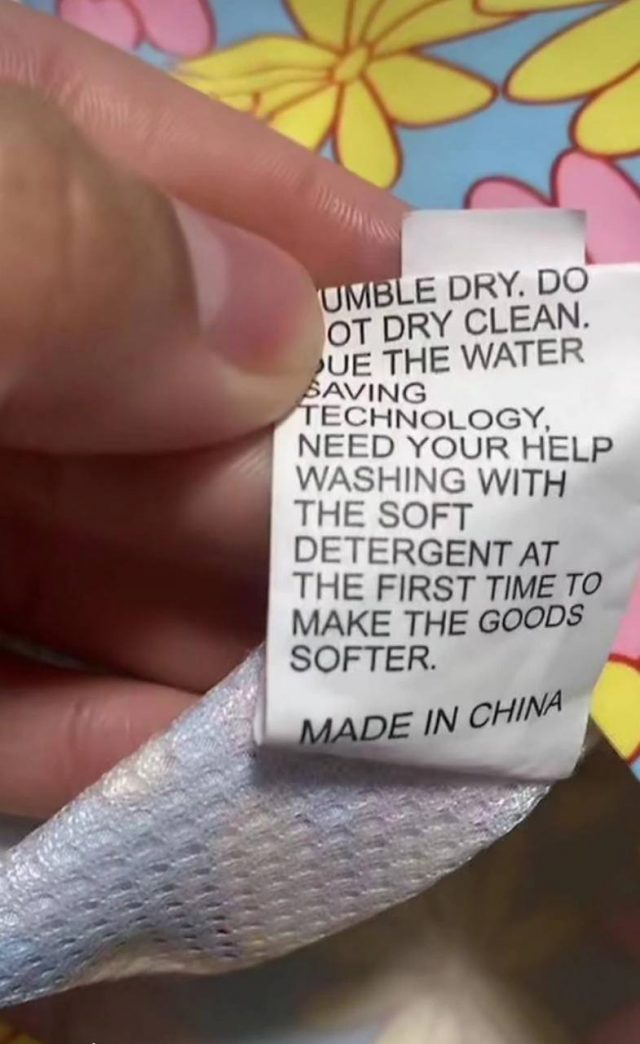 UMBLE DRY. DO
OT DRY CLEAN.
UE THE WATER
SAVING
TECHNOLOGY,
NEED YOUR HELP
WASHING WITH
THE SOFT
DETERGENT AT
THE FIRST TIME TO
MAKE THE GOODS
SOFTER.
MADE IN CHINA